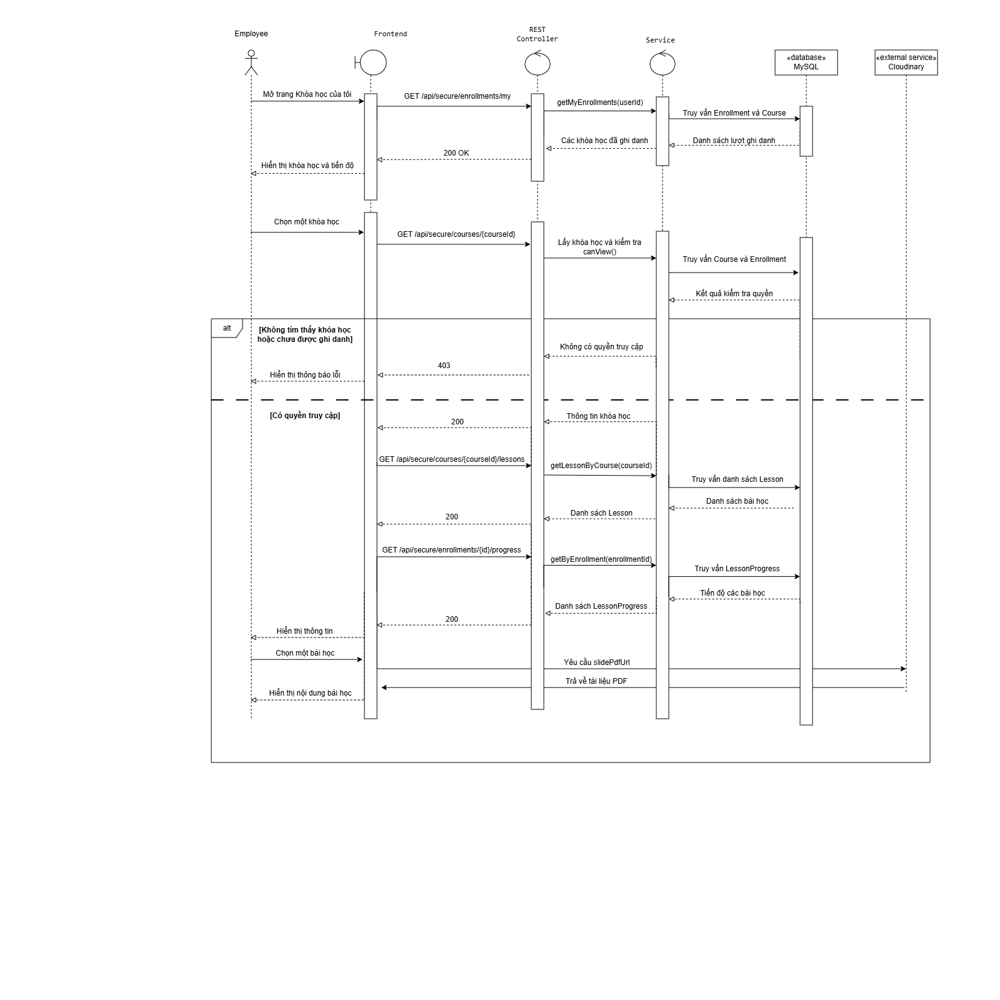 Employee
Frontend
REST
Controller
Service
«database»
MySQL
«external service»
Cloudinary
Mở trang Khóa học của tôi
GET /api/secure/enrollments/my
getMyEnrollments(userId)
Truy vấn Enrollment và Course
Danh sách lượt ghi danh
Các khóa học đã ghi danh
200 OK
Hiển thị khóa học và tiến độ
Chọn một khóa học
GET /api/secure/courses/{courseId}
Lấy khóa học và kiểm tra
canView()
Truy vấn Course và Enrollment
Kết quả kiểm tra quyền
alt
[Không tìm thấy khóa học
hoặc chưa được ghi danh]
Không có quyền truy cập
403
Hiển thị thông báo lỗi
[Có quyền truy cập]
Thông tin khóa học
200
GET /api/secure/courses/{courseId}/lessons
getLessonByCourse(courseId)
Truy vấn danh sách Lesson
Danh sách bài học
Danh sách Lesson
200
GET /api/secure/enrollments/{id}/progress
getByEnrollment(enrollmentId)
Truy vấn LessonProgress
Tiến độ các bài học
Danh sách LessonProgress
200
Hiển thị thông tin
Chọn một bài học
Yêu cầu slidePdfUrl
Trả về tài liệu PDF
Hiển thị nội dung bài học